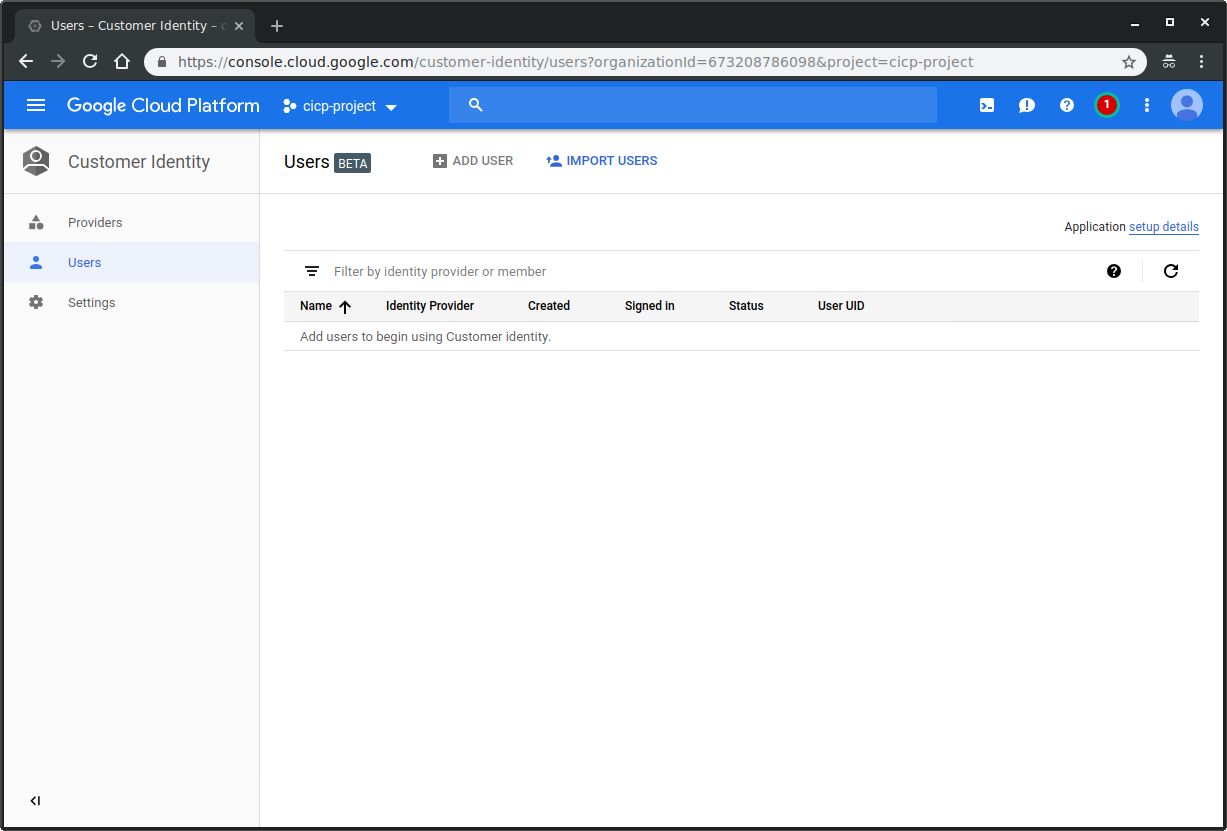 Users – Customer Identity –
https://console.cloud.google.com/customer-identity/users?organizationId=673208786098&project=cicp-project
Google Cloud Platform cicp-project 1
Customer Identity
Users BETA ADD USER IMPORT USERS
Providers
Users
Settings
Application setup details
Filter by identity provider or member
Name Identity Provider Created Signed in Status User UID
Add users to begin using Customer identity.